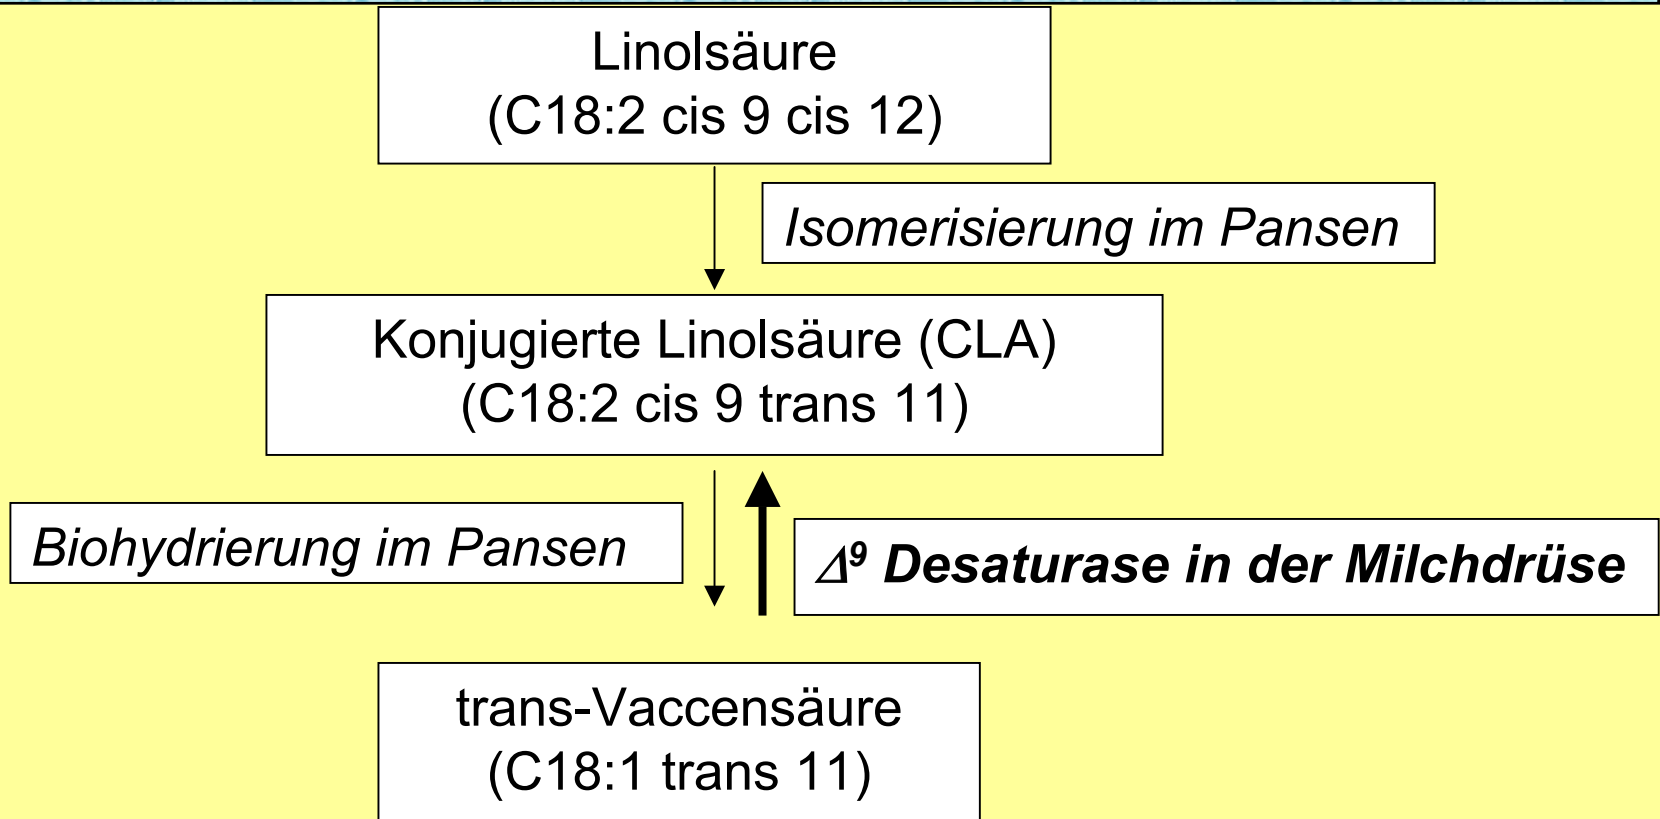 Linolsäure
(C18:2 cis 9 cis 12)
Isomerisierung im Pansen
Konjugierte Linolsäure (CLA)
(C18:2 cis 9 trans 11)
Biohydrierung im Pansen
Δ⁹ Desaturase in der Milchdrüse
trans-Vaccensäure
(C18:1 trans 11)